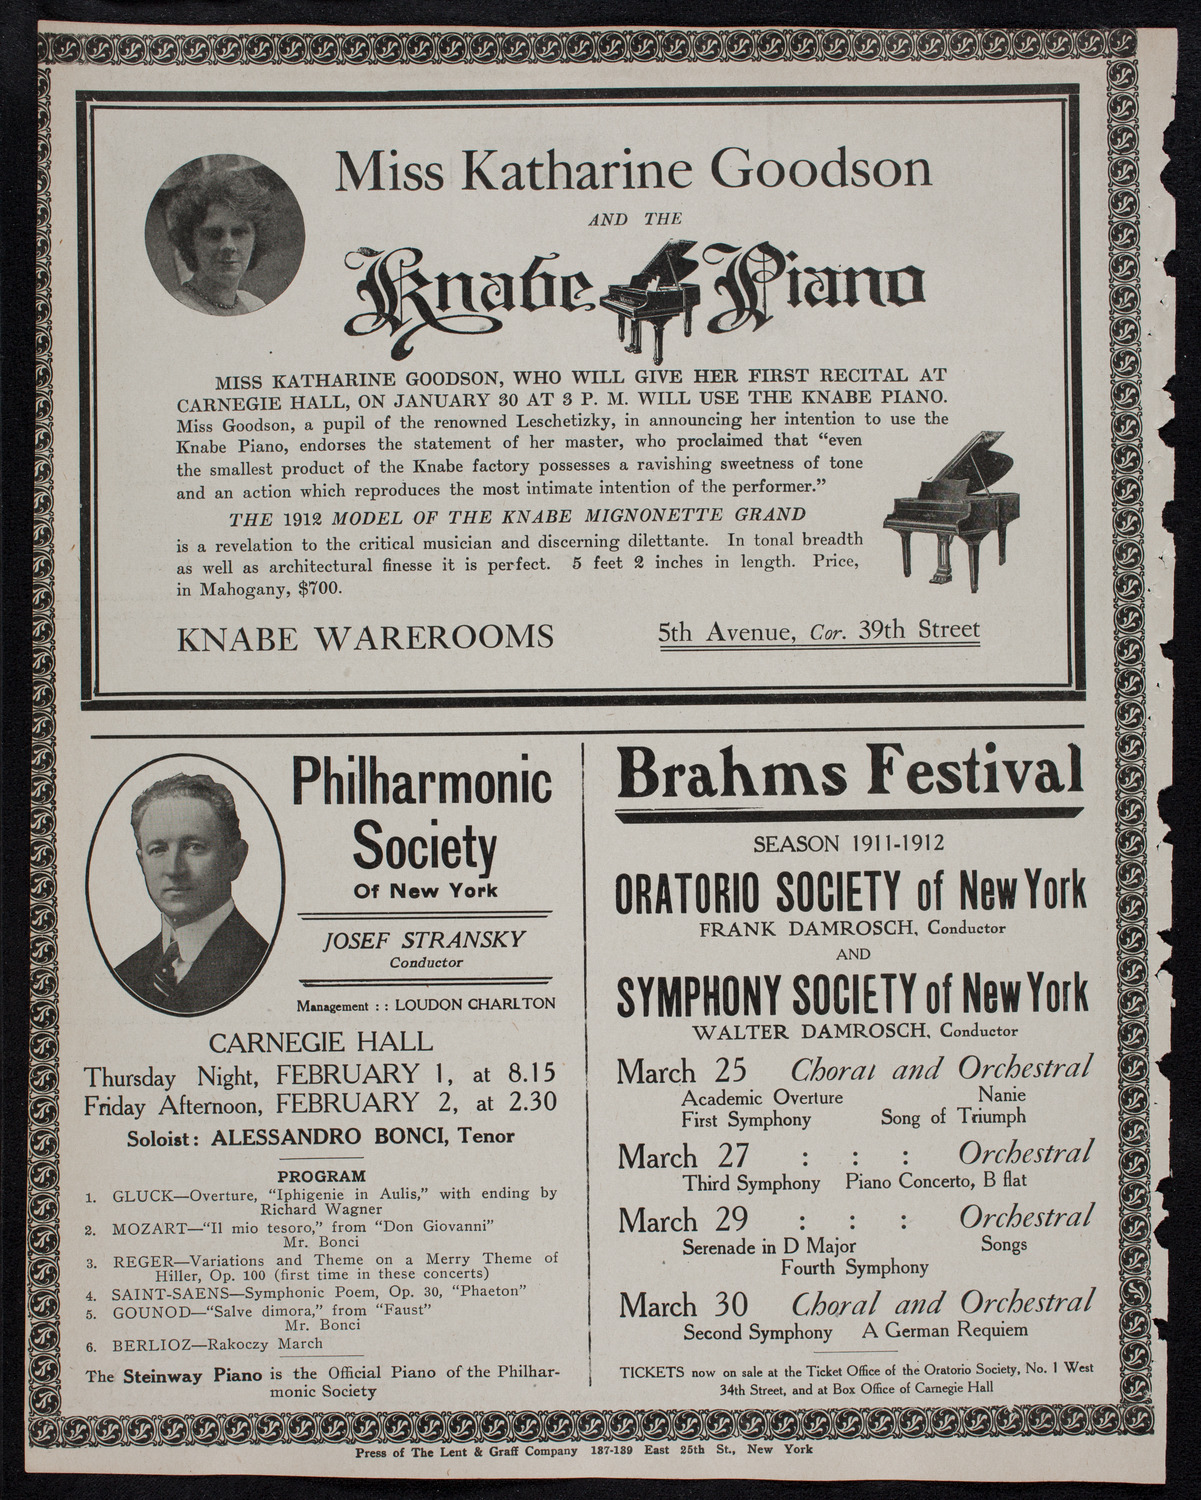 Miss Katharine Goodson
AND THE
Knabe Piano
MISS KATHARINE GOODSON, WHO WILL GIVE HER FIRST RECITAL AT
CARNEGIE HALL, ON JANUARY 30 AT 3 P. M. WILL USE THE KNABE PIANO.
Miss Goodson, a pupil of the renowned Leschetizky, in announcing her intention to use the
Knabe Piano, endorses the statement of her master, who proclaimed that “even
the smallest product of the Knabe factory possesses a ravishing sweetness of tone
and an action which reproduces the most intimate intention of the performer.”
THE 1912 MODEL OF THE KNABE MIGNONETTE GRAND
is a revelation to the critical musician and discerning dilettante. In tonal breadth
as well as architectural finesse it is perfect. 5 feet 2 inches in length. Price,
in Mahogany, $700.
KNABE WAREROOMS 5th Avenue, Cor. 39th Street
Philharmonic
Society
Of New York
JOSEF STRANSKY
Conductor
Management : : LOUDON CHARLTON
CARNEGIE HALL
Thursday Night, FEBRUARY 1, at 8.15
Friday Afternoon, FEBRUARY 2, at 2.30
Soloist: ALESSANDRO BONCI, Tenor
PROGRAM
1. GLUCK—Overture, “Iphigenie in Aulis,” with ending by
Richard Wagner
2. MOZART—“Il mio tesoro,” from “Don Giovanni”
Mr. Bonci
3. REGER—Variations and Theme on a Merry Theme of
Hiller, Op. 100 (first time in these concerts)
4. SAINT-SAENS—Symphonic Poem, Op. 30, “Phaeton”
5. GOUNOD—“Salve dimora,” from “Faust”
Mr. Bonci
6. BERLIOZ—Rakoczy March
The Steinway Piano is the Official Piano of the Philhar-
monic Society
Brahms Festival
SEASON 1911-1912
ORATORIO SOCIETY of New York
FRANK DAMROSCH, Conductor
AND
SYMPHONY SOCIETY of New York
WALTER DAMROSCH, Conductor
March 25 Choral and Orchestral
Academic Overture Nanie
First Symphony Song of Triumph
March 27 : : : Orchestral
Third Symphony Piano Concerto, B flat
March 29 : : : Orchestral
Serenade in D Major Songs
Fourth Symphony
March 30 Choral and Orchestral
Second Symphony A German Requiem
TICKETS now on sale at the Ticket Office of the Oratorio Society, No. 1 West
34th Street, and at Box Office of Carnegie Hall
Press of The Lent & Graff Company 137-139 East 25th St., New York